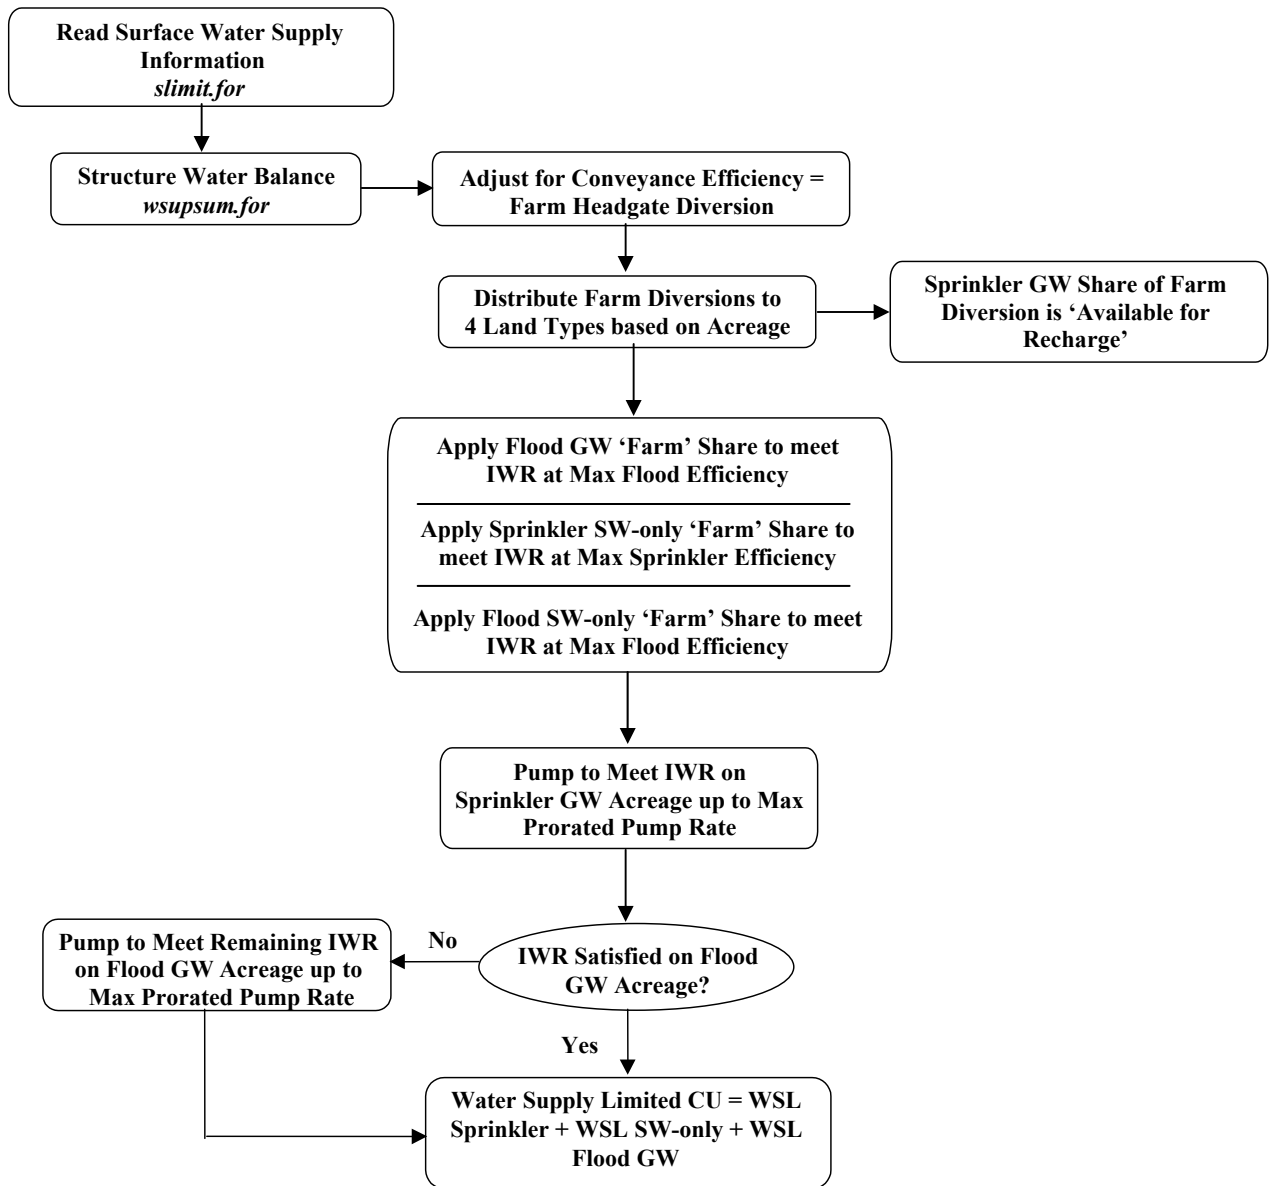 Read Surface Water Supply
Information
slimit.for
Structure Water Balance
wsupsum.for
Adjust for Conveyance Efficiency =
Farm Headgate Diversion
Distribute Farm Diversions to
4 Land Types based on Acreage
Sprinkler GW Share of Farm
Diversion is ‘Available for
Recharge’
Apply Flood GW ‘Farm’ Share to meet
IWR at Max Flood Efficiency
Apply Sprinkler SW-only ‘Farm’ Share to
meet IWR at Max Sprinkler Efficiency
Apply Flood SW-only ‘Farm’ Share to meet
IWR at Max Flood Efficiency
Pump to Meet IWR on
Sprinkler GW Acreage up to Max
Prorated Pump Rate
IWR Satisfied on Flood
GW Acreage?
No
Pump to Meet Remaining IWR
on Flood GW Acreage up to
Max Prorated Pump Rate
Yes
Water Supply Limited CU = WSL
Sprinkler + WSL SW-only + WSL
Flood GW